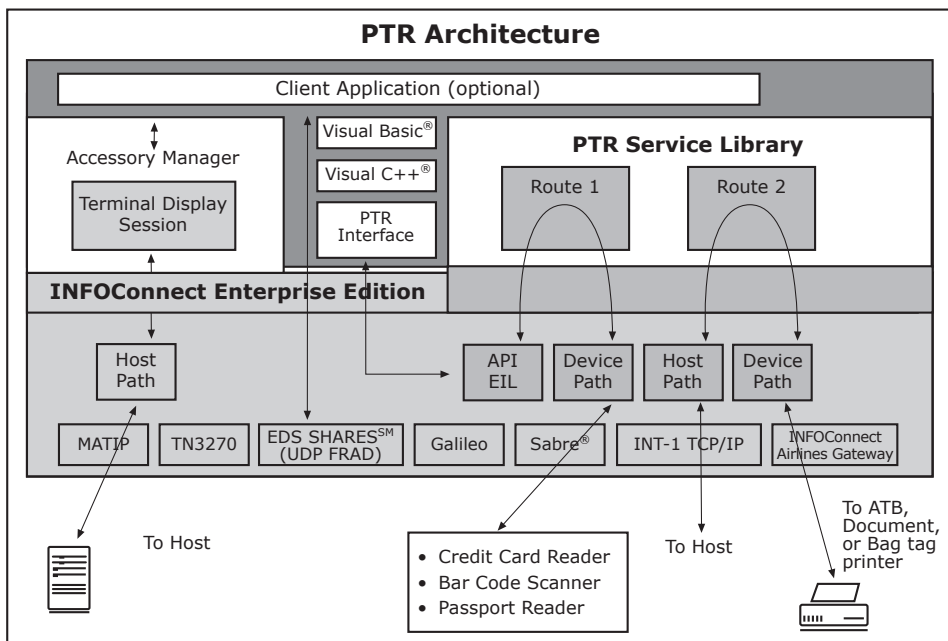 PTR Architecture
Client Application (optional)
Accessory Manager
Terminal Display
Session
Visual Basic®
Visual C++®
PTR
Interface
PTR Service Library
Route 1
Route 2
INFOConnect Enterprise Edition
Host
Path
API
EIL
Device
Path
Host
Path
Device
Path
MATIP
TN3270
EDS SHARES℠
(UDP FRAD)
Galileo
Sabre®
INT-1 TCP/IP
INFOConnect
Airlines Gateway
To Host
• Credit Card Reader
• Bar Code Scanner
• Passport Reader
To Host
To ATB,
Document,
or Bag tag
printer